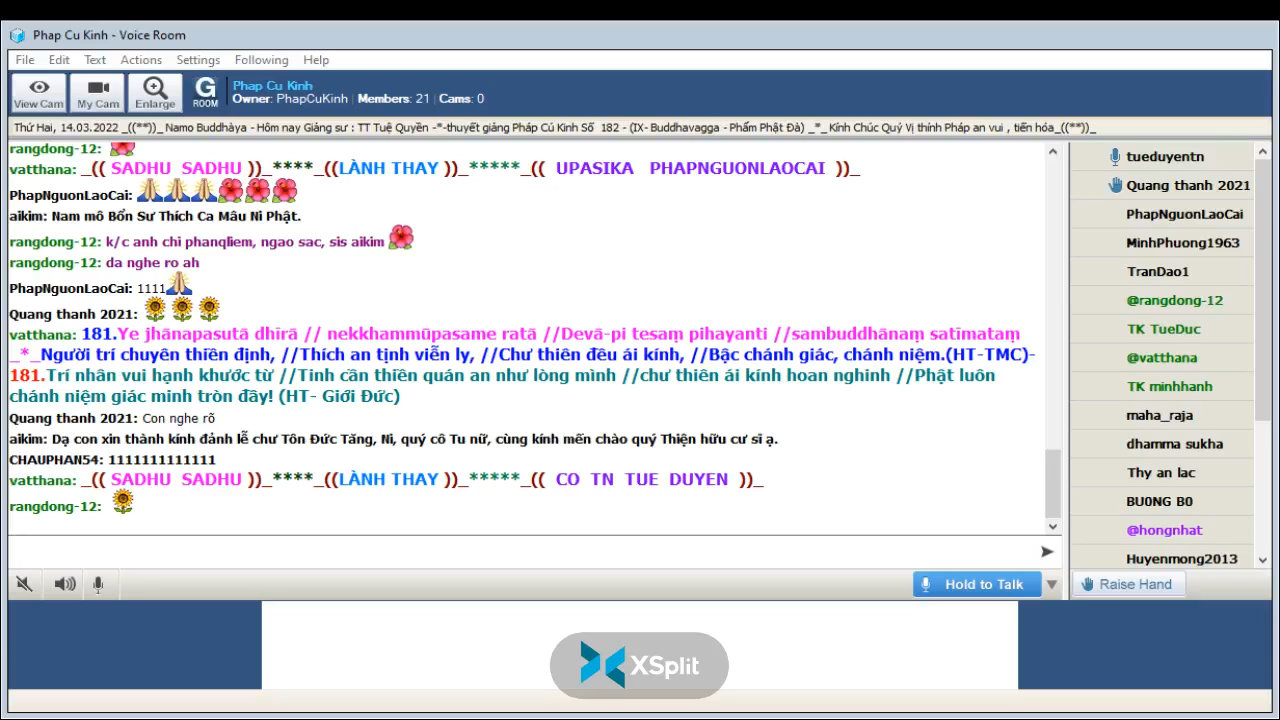 Phap Cu Kinh - Voice Room
File Edit Text Actions Settings Following Help
View Cam My Cam Enlarge G ROOM
Phap Cu Kinh
Owner: PhapCuKinh | Members: 21 | Cams: 0
Thứ Hai, 14.03.2022 _((**))_ Namo Buddhàya - Hôm nay Giảng sư : TT Tuệ Quyền -*-thuyết giảng Pháp Cú Kinh Số 182 - (IX- Buddhavagga - Phẩm Phật Đà) _*_ Kính Chúc Quý Vị thính Pháp an vui , tiến hóa_((**))_
rangdong-12:
vatthana: _(( SADHU SADHU ))_****_((LÀNH THAY ))_*****_(( UPASIKA PHAPNGUONLAOCAI ))_
PhapNguonLaoCai:
aikim: Nam mô Bổn Sư Thích Ca Mâu Ni Phật.
rangdong-12: k/c anh chi phanqliem, ngao sac, sis aikim
rangdong-12: da nghe ro ah
PhapNguonLaoCai: 1111
Quang thanh 2021:
vatthana: 181.Ye jhānapasutā dhīrā // nekkhammūpasame ratā //Devā-pi tesaṃ pihayanti //sambuddhānaṃ satīmataṃ
_*_Người trí chuyên thiền định, //Thích an tịnh viễn ly, //Chư thiên đều ái kính, //Bậc chánh giác, chánh niệm.(HT-TMC)-
181.Trí nhân vui hạnh khước từ //Tinh cần thiền quán an như lòng mình //chư thiên ái kính hoan nghinh //Phật luôn
chánh niệm giác minh tròn đầy! (HT- Giới Đức)
Quang thanh 2021: Con nghe rõ
aikim: Dạ con xin thành kính đảnh lễ chư Tôn Đức Tăng, Ni, quý cô Tu nữ, cùng kính mến chào quý Thiện hữu cư sĩ ạ.
CHAUPHAN54: 1111111111111
vatthana: _(( SADHU SADHU ))_****_((LÀNH THAY ))_*****_(( CO TN TUE DUYEN ))_
rangdong-12:
tueduyentn
Quang thanh 2021
PhapNguonLaoCai
MinhPhuong1963
TranDao1
@rangdong-12
TK TueDuc
@vatthana
TK minhhanh
maha_raja
dhamma sukha
Thy an lac
BU0NG B0
@hongnhat
Huyenmong2013
Hold to Talk
Raise Hand
XSplit